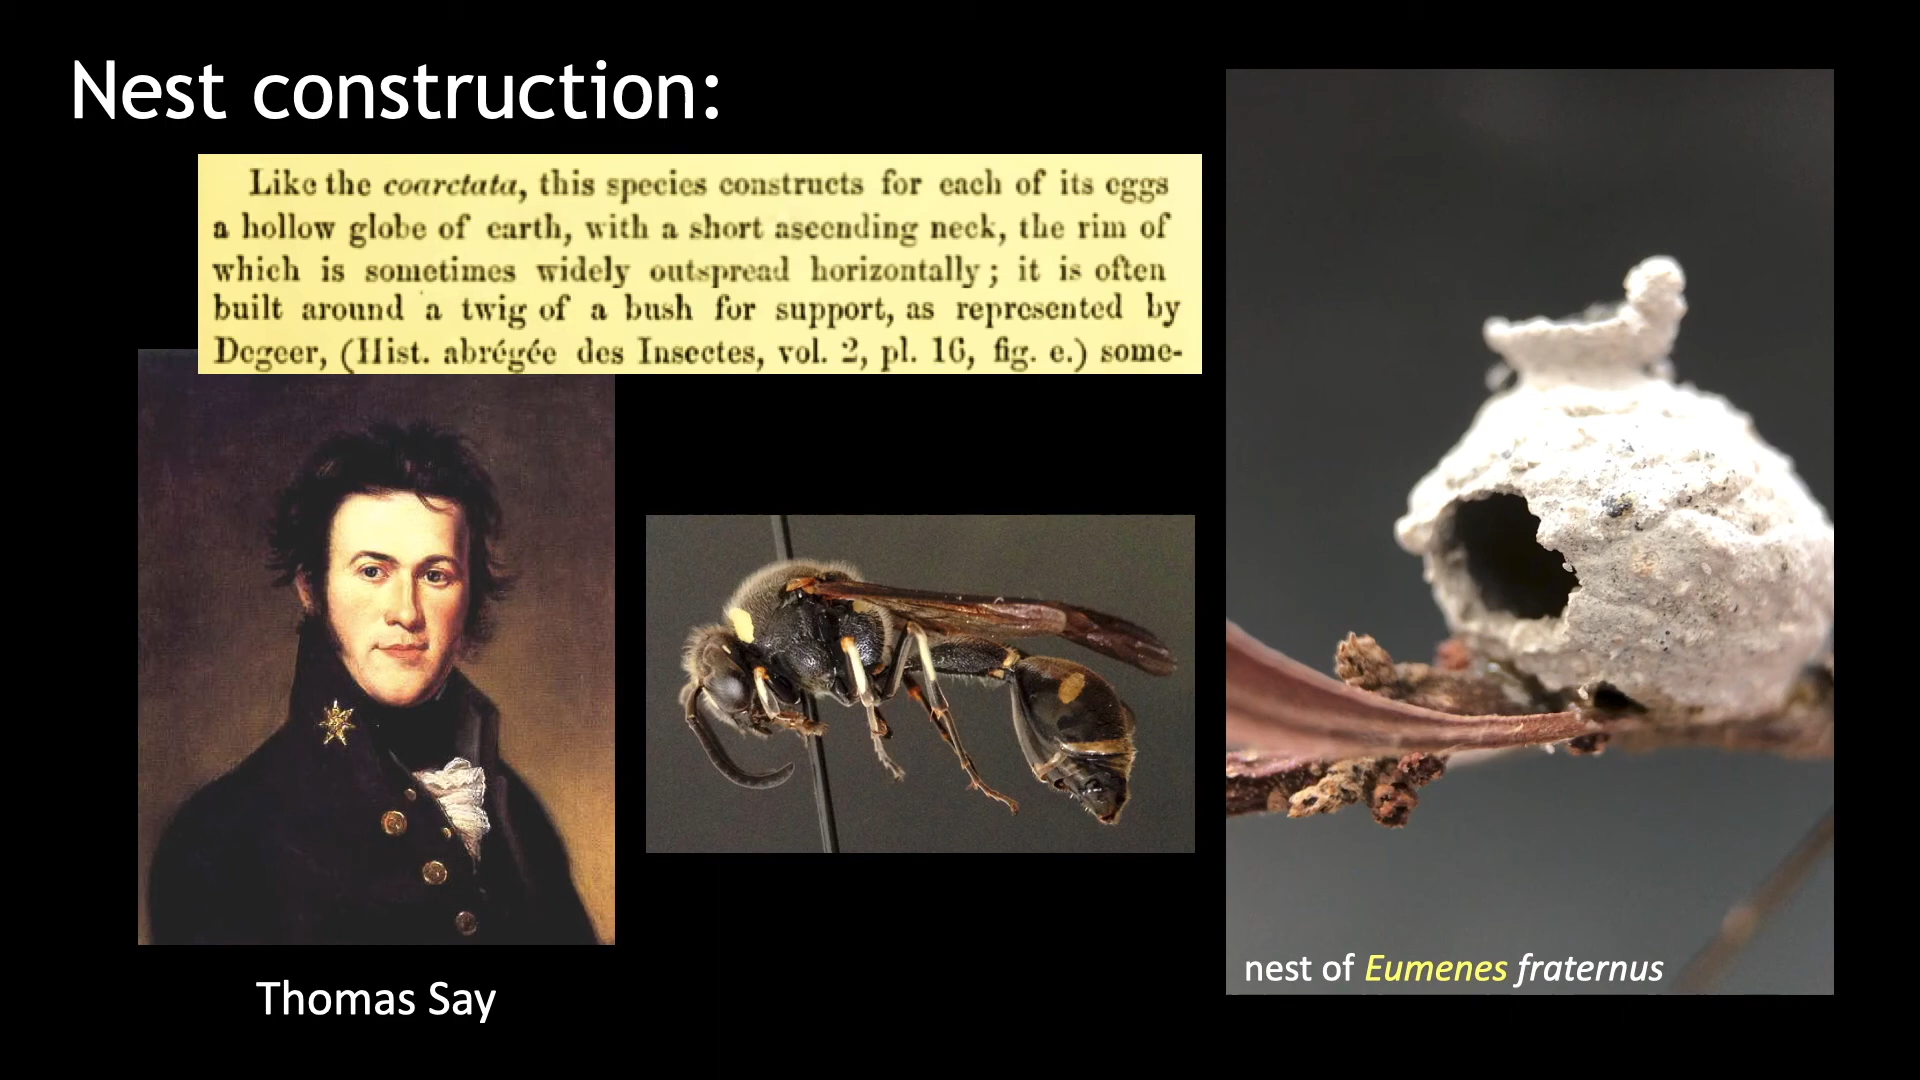 Nest construction:
Like the coarctata, this species constructs for each of its eggs
a hollow globe of earth, with a short ascending neck, the rim of
which is sometimes widely outspread horizontally; it is often
built around a twig of a bush for support, as represented by
Degeer, (Hist. abrégée des Insectes, vol. 2, pl. 16, fig. e.) some-
Thomas Say
nest of Eumenes fraternus